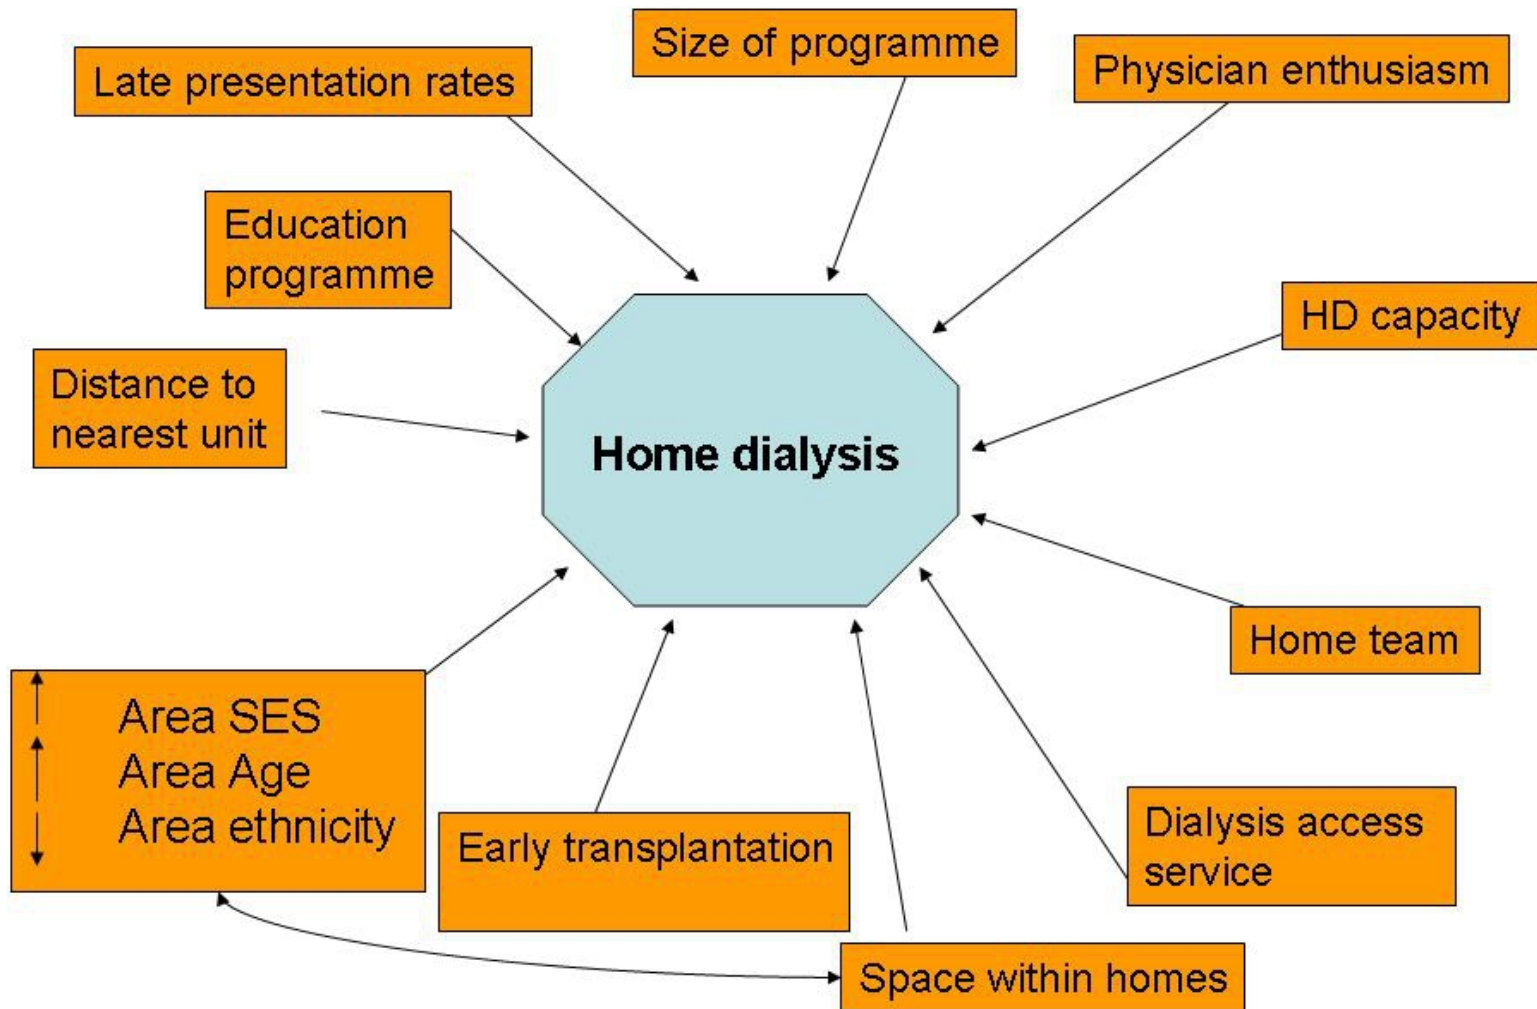 Size of programme
Late presentation rates
Physician enthusiasm
Education
programme
HD capacity
Distance to
nearest unit
Home dialysis
Home team
Area SES
Area Age
Area ethnicity
Early transplantation
Dialysis access
service
Space within homes